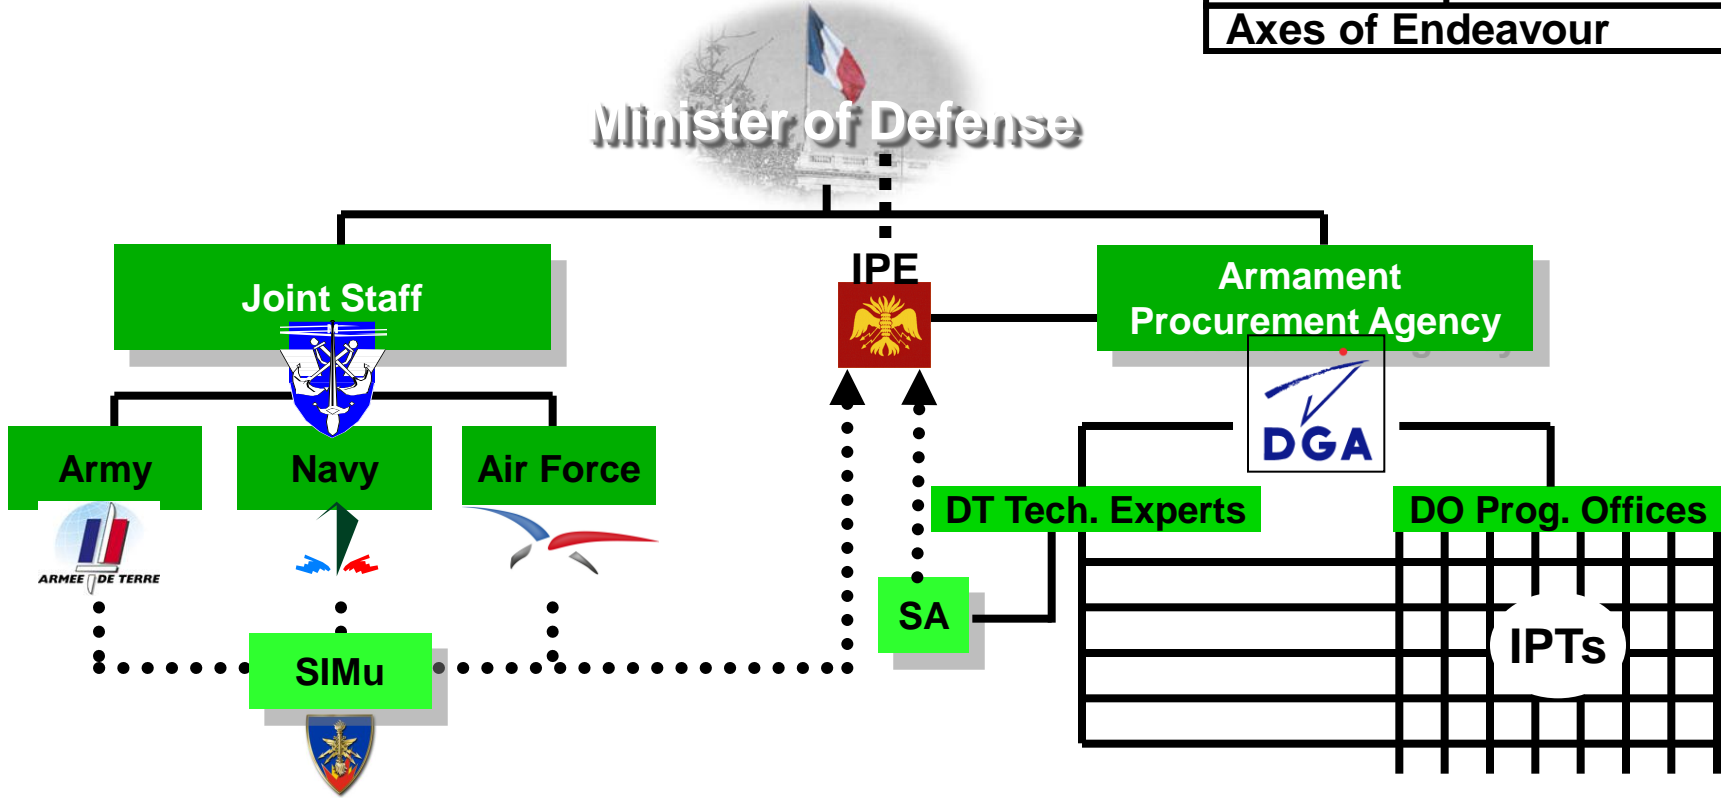 Axes of Endeavour
Minister of Defense
IPE
Joint Staff
Armament
Procurement Agency
DGA
Army
Navy
Air Force
ARMEE DE TERRE
DT Tech. Experts
DO Prog. Offices
SA
IPTs
SIMu